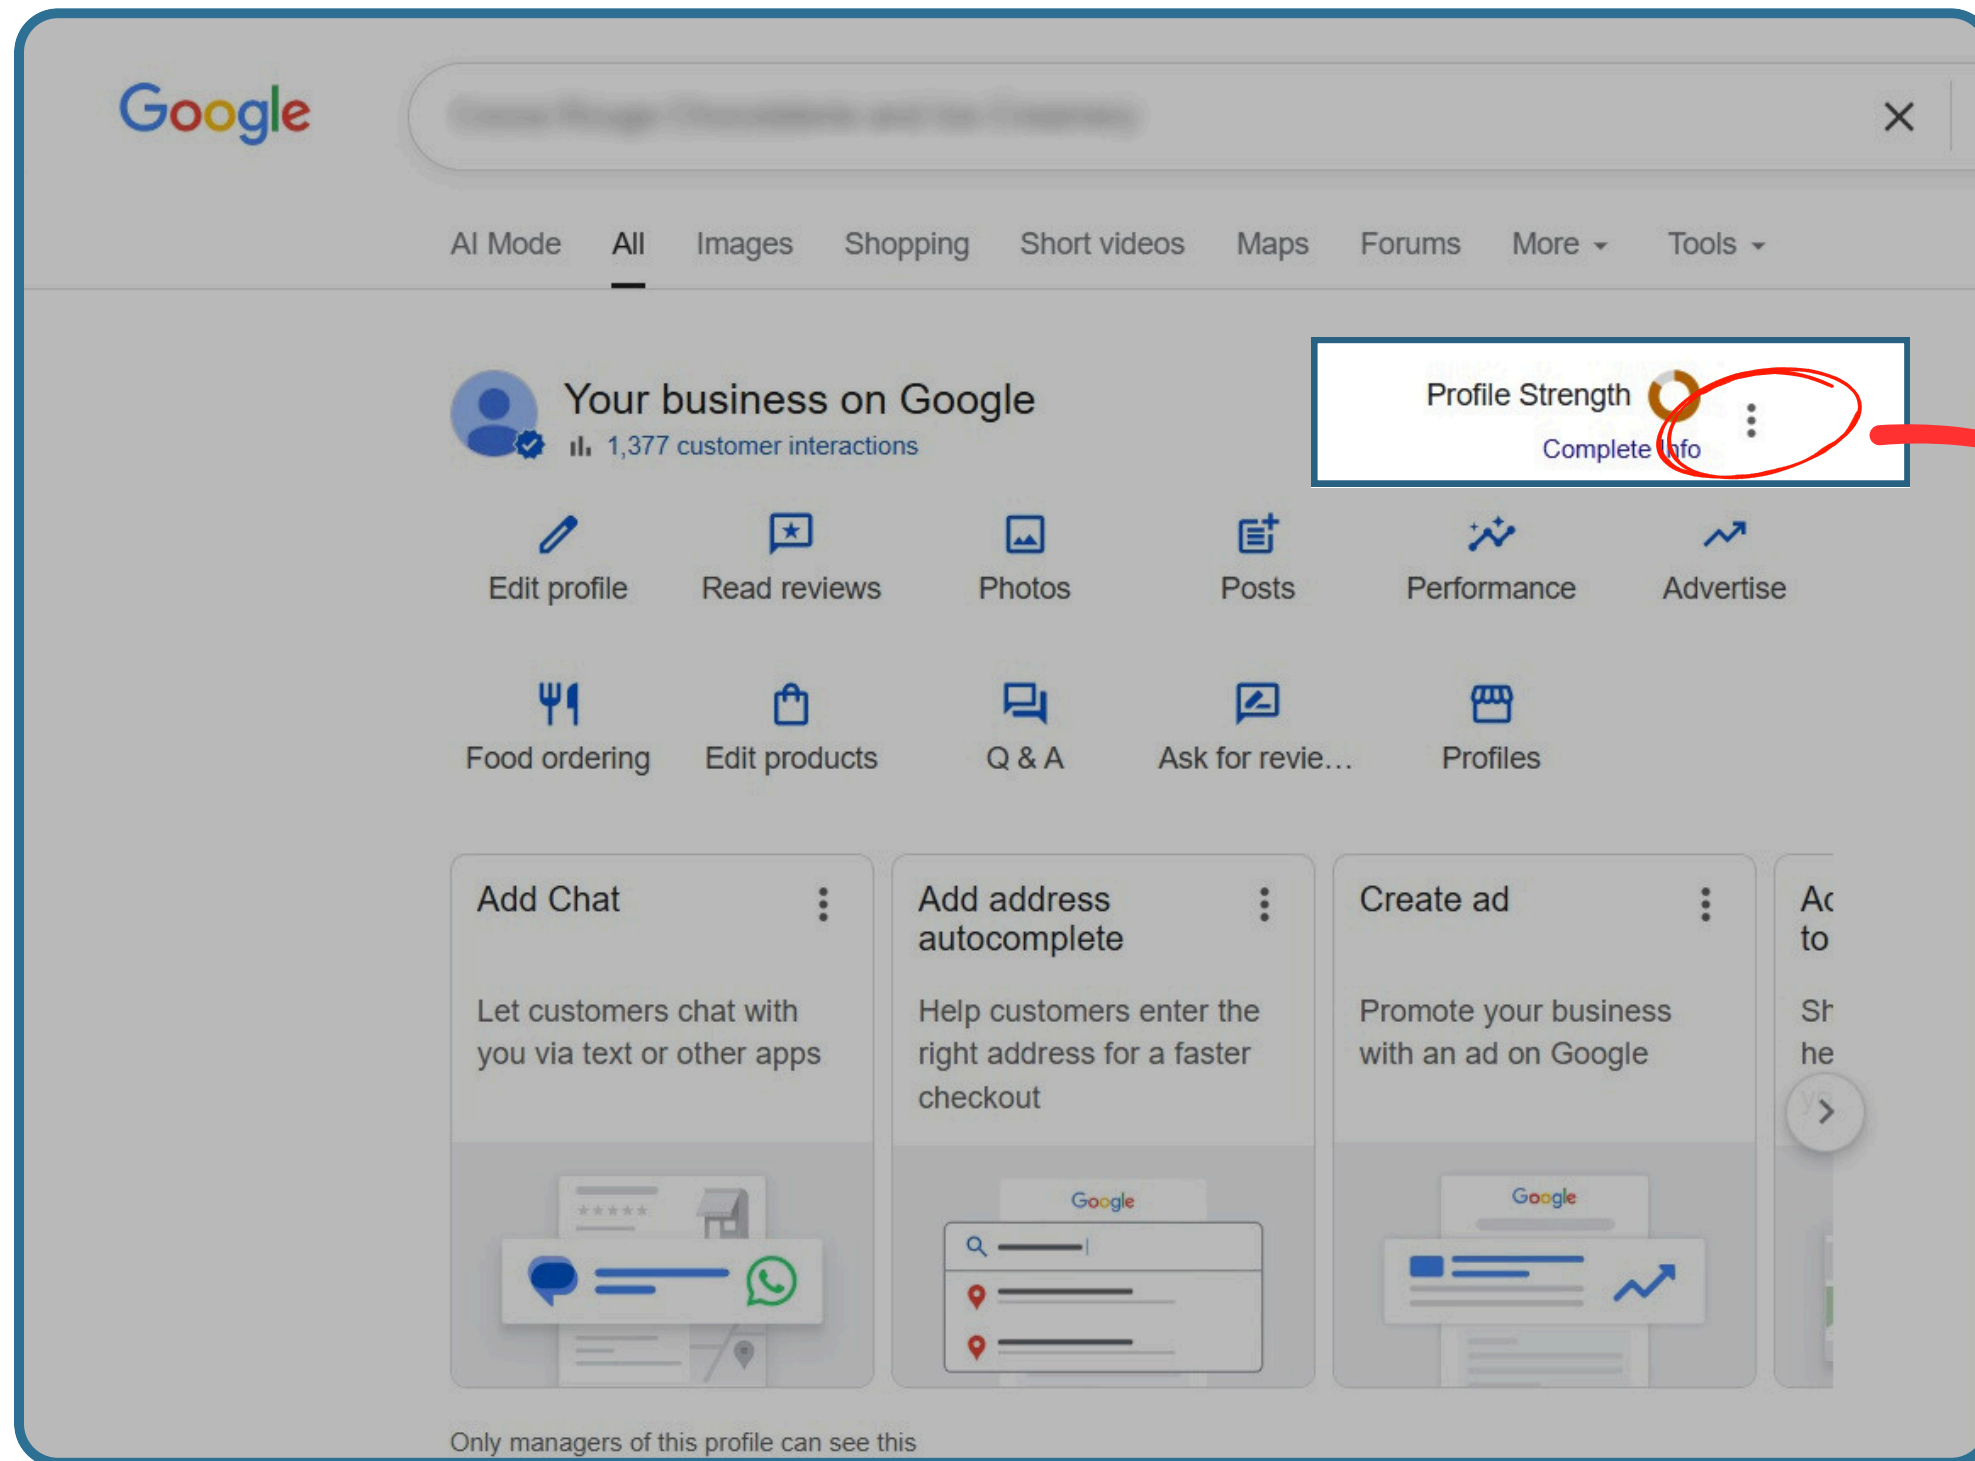 Google
AI Mode All Images Shopping Short videos Maps Forums More Tools
Your business on Google
1,377 customer interactions
Profile Strength
Complete Info
Edit profile Read reviews Photos Posts Performance Advertise
Food ordering Edit products Q & A Ask for revie... Profiles
Add Chat
Let customers chat with
you via text or other apps
Add address
autocomplete
Help customers enter the
right address for a faster
checkout
Google
Create ad
Promote your business
with an ad on Google
Google
to
Sh
he
Only managers of this profile can see this